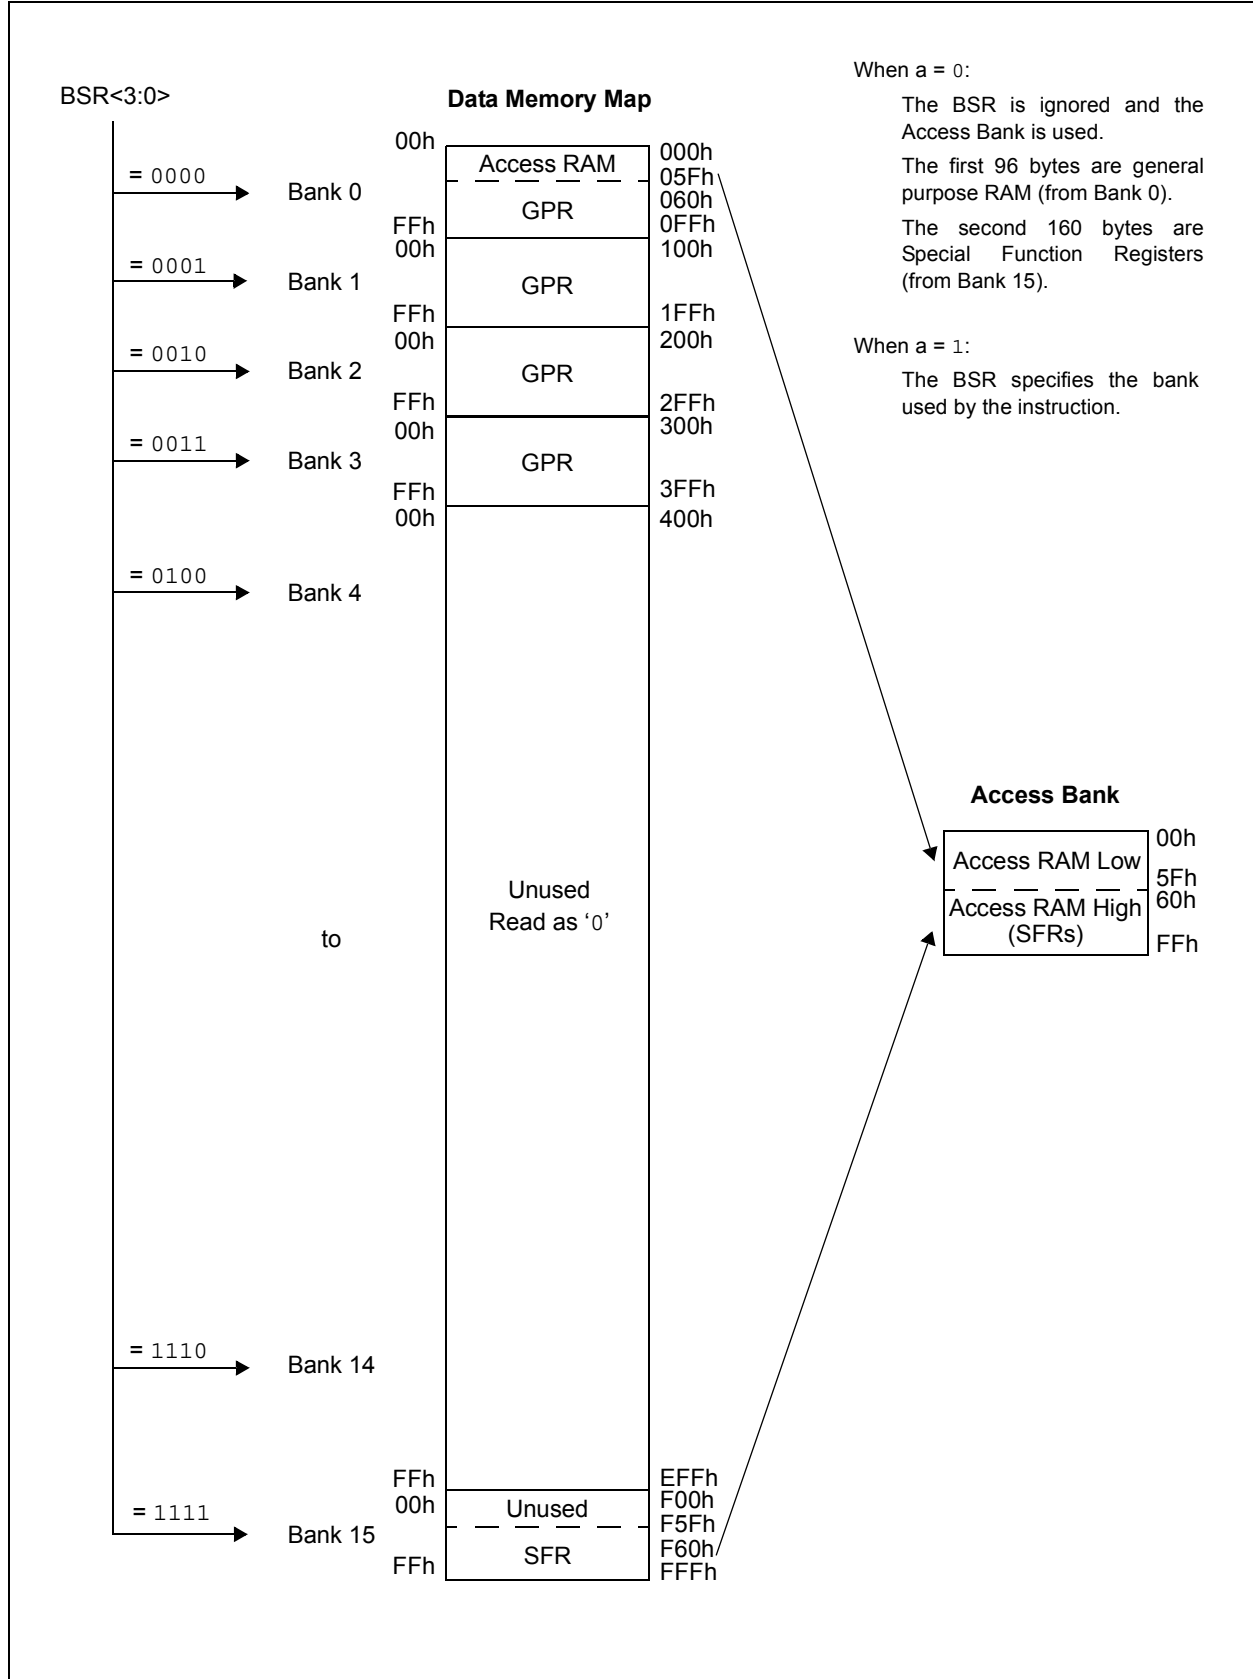 BSR<3:0>
Data Memory Map
When a = 0:
The BSR is ignored and the
Access Bank is used.
The first 96 bytes are general
purpose RAM (from Bank 0).
The second 160 bytes are
Special Function Registers
(from Bank 15).
When a = 1:
The BSR specifies the bank
used by the instruction.
= 0000
Bank 0
00h
FFh
Access RAM
GPR
000h
05Fh
060h
0FFh
= 0001
Bank 1
00h
FFh
GPR
100h
1FFh
= 0010
Bank 2
00h
FFh
GPR
200h
2FFh
= 0011
Bank 3
00h
FFh
GPR
300h
3FFh
= 0100
Bank 4
00h
400h
to
Unused
Read as ‘0’
= 1110
Bank 14
FFh
EFFh
= 1111
Bank 15
00h
FFh
Unused
SFR
F00h
F5Fh
F60h
FFFh
Access Bank
Access RAM Low
Access RAM High
(SFRs)
00h
5Fh
60h
FFh